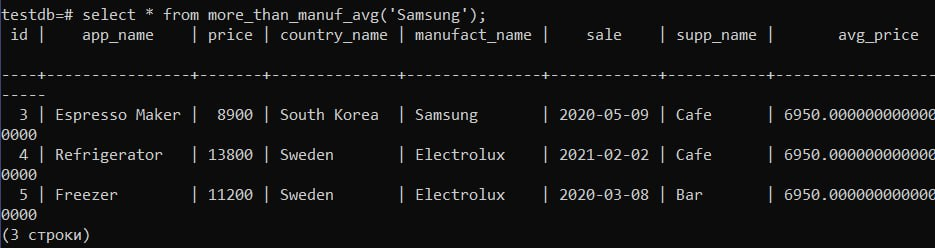 testdb=# select * from more_than_manuf_avg('Samsung');
 id |    app_name    | price | country_name | manufact_name |    sale    | supp_name |      avg_price
----+----------------+-------+--------------+---------------+------------+-----------+-----------------
-----
  3 | Espresso Maker |  8900 | South Korea  | Samsung       | 2020-05-09 | Cafe      | 6950.000000000000
0000
  4 | Refrigerator   | 13800 | Sweden       | Electrolux    | 2021-02-02 | Cafe      | 6950.000000000000
0000
  5 | Freezer        | 11200 | Sweden       | Electrolux    | 2020-03-08 | Bar       | 6950.000000000000
0000
(3 строки)